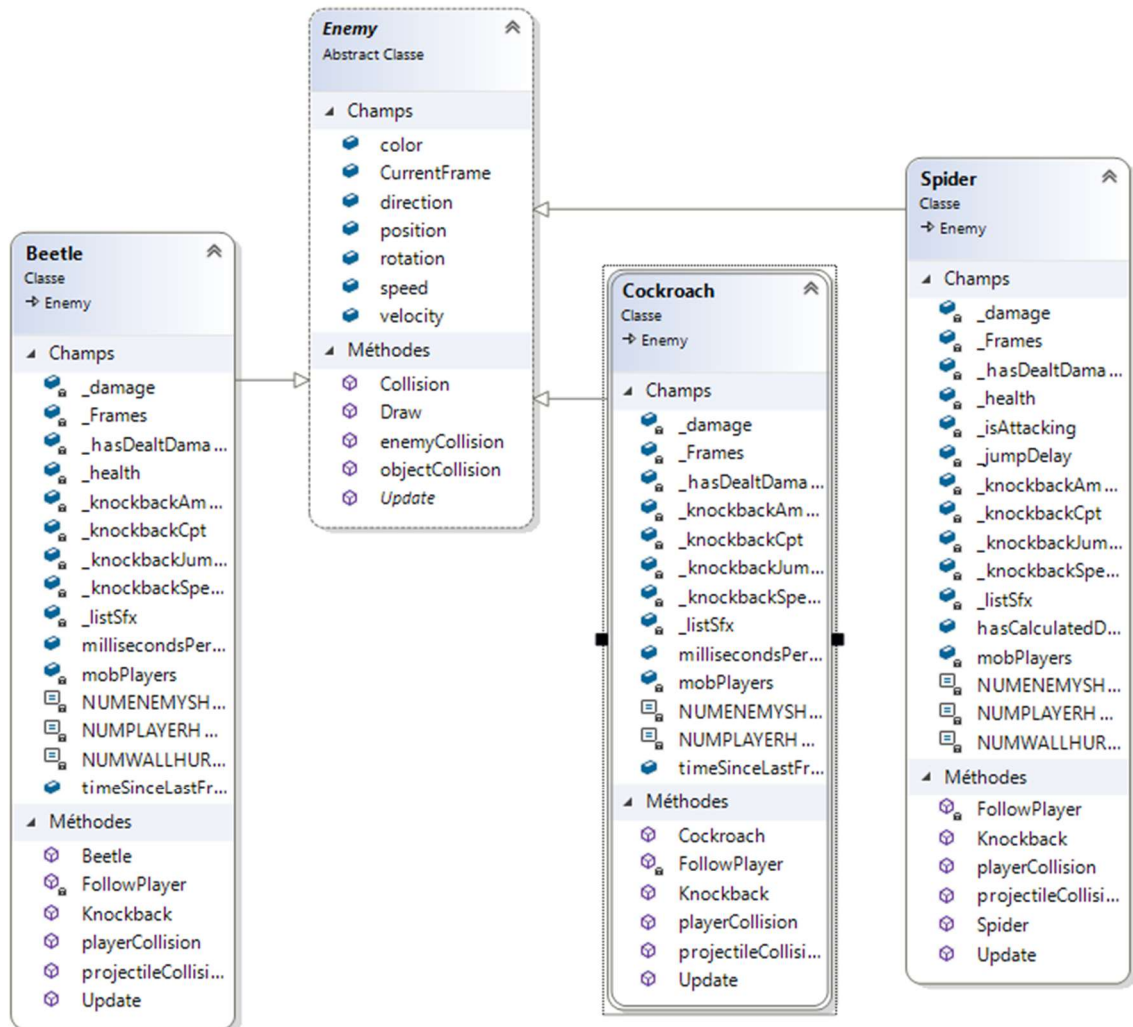 Enemy
Abstract Classe
Champs
color
CurrentFrame
direction
position
rotation
speed
velocity
Méthodes
Collision
Draw
enemyCollision
objectCollision
Update
Beetle
Classe
Enemy
Champs
_damage
_Frames
_hasDealtDama...
_health
_knockbackAm...
_knockbackCpt
_knockbackJum...
_knockbackSpe...
_listSfx
millisecondsPer...
mobPlayers
NUMENEMYSH...
NUMPLAYERH...
NUMWALLHUR...
timeSinceLastFr...
Méthodes
Beetle
FollowPlayer
Knockback
playerCollision
projectileCollisi...
Update
Cockroach
Classe
Enemy
Champs
_damage
_Frames
_hasDealtDama...
_knockbackAm...
_knockbackCpt
_knockbackJum...
_knockbackSpe...
_listSfx
millisecondsPer...
mobPlayers
NUMENEMYSH...
NUMPLAYERH...
timeSinceLastFr...
Méthodes
Cockroach
FollowPlayer
Knockback
playerCollision
projectileCollisi...
Update
Spider
Classe
Enemy
Champs
_damage
_Frames
_hasDealtDama...
_health
_isAttacking
_jumpDelay
_knockbackAm...
_knockbackCpt
_knockbackJum...
_knockbackSpe...
_listSfx
hasCalculatedD...
mobPlayers
NUMENEMYSH...
NUMPLAYERH...
NUMWALLHUR...
Méthodes
FollowPlayer
Knockback
playerCollision
projectileCollisi...
Spider
Update